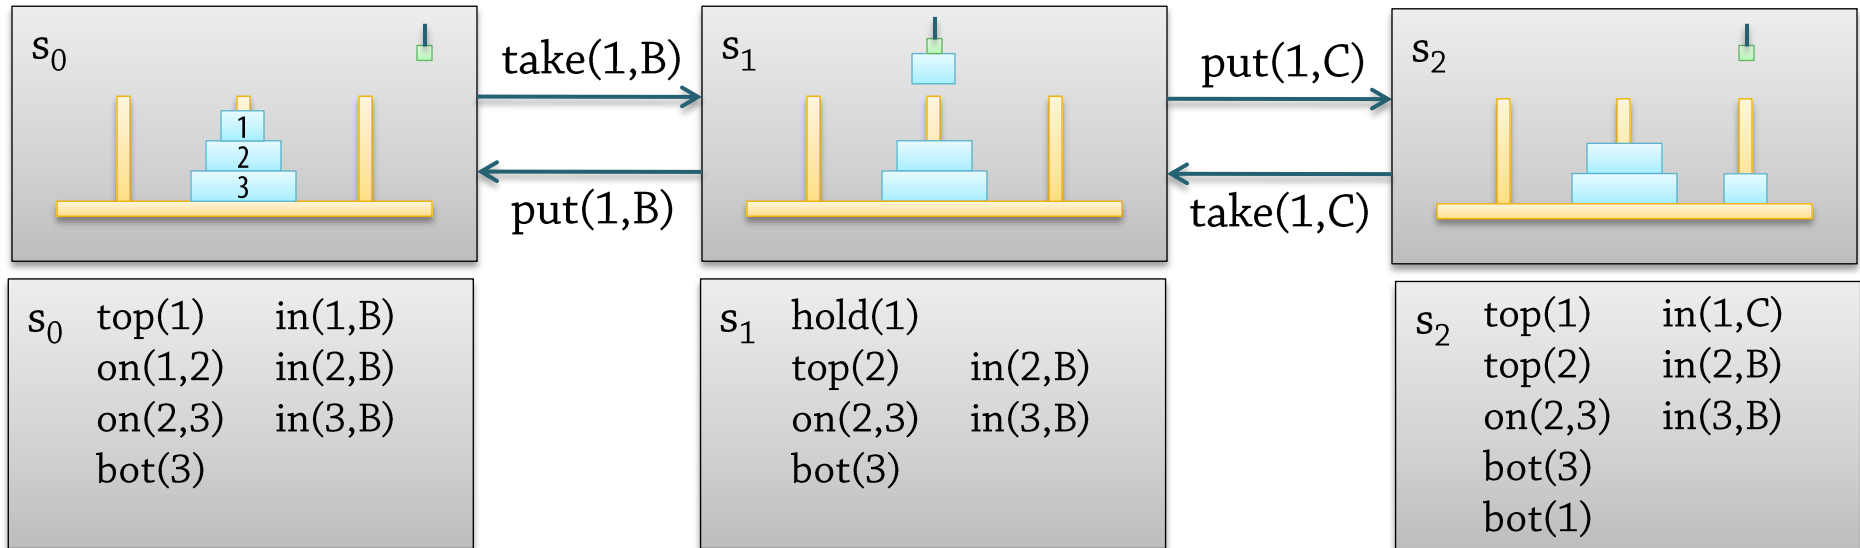 s₀
1
2
3
take(1,B)
put(1,B)
s₁
put(1,C)
take(1,C)
s₂
s₀ top(1) in(1,B)
on(1,2) in(2,B)
on(2,3) in(3,B)
bot(3)
s₁ hold(1)
top(2) in(2,B)
on(2,3) in(3,B)
bot(3)
s₂ top(1) in(1,C)
top(2) in(2,B)
on(2,3) in(3,B)
bot(3)
bot(1)